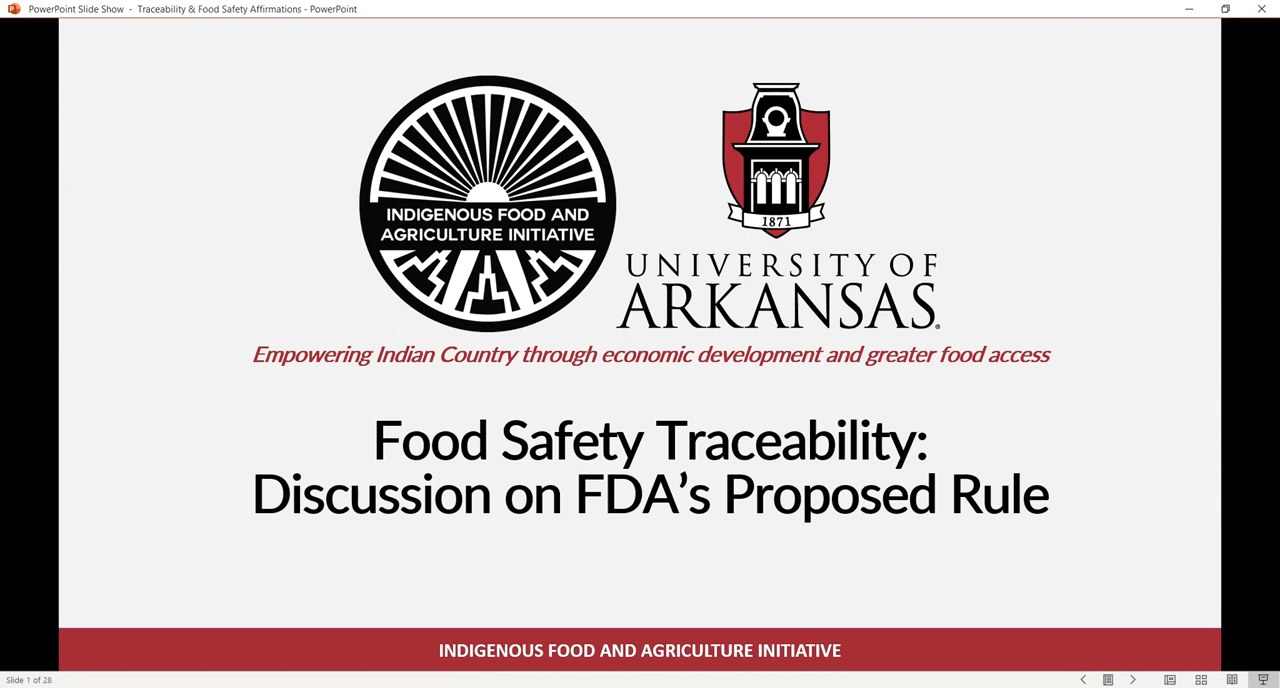 PowerPoint Slide Show - Traceability & Food Safety Affirmations - PowerPoint
INDIGENOUS FOOD AND
AGRICULTURE INITIATIVE
1871
UNIVERSITY OF
ARKANSAS®
Empowering Indian Country through economic development and greater food access
Food Safety Traceability:
Discussion on FDA's Proposed Rule
INDIGENOUS FOOD AND AGRICULTURE INITIATIVE
Slide 1 of 28